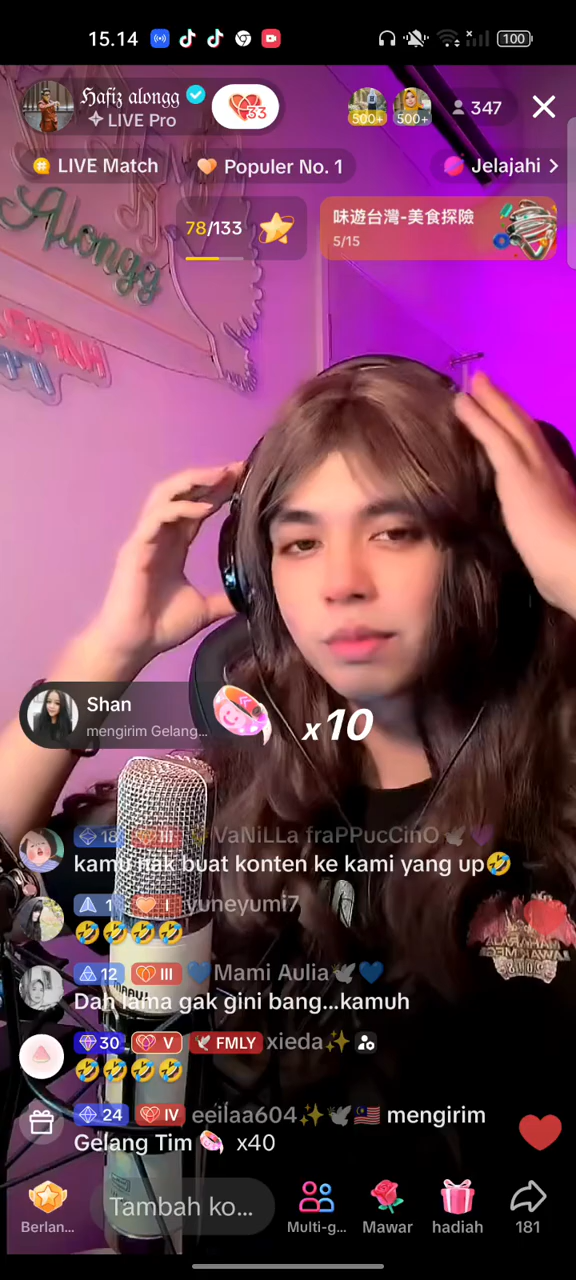 15.14
100
Hafiz alongg
LIVE Pro
33
500+
500+
347
LIVE Match
Populer No. 1
Jelajahi
Alongg
78/133
味遊台灣-美食探險
5/15
Shan
mengirim Gelang...
x10
18 III VaNiLLa fraPPucCinO
kamu nak buat konten ke kami yang up🤣
1 I yuneyumi7
🤣🤣🤣🤣
12 III 💙Mami Aulia🕊💙
Dah lama gak gini bang...kamuh
30 V FMLY xieda✨
🤣🤣🤣🤣
24 IV eeilaa604✨🕊🇲🇾 mengirim
Gelang Tim x40
Tambah ko...
Berlan...
Multi-g...
Mawar
hadiah
181